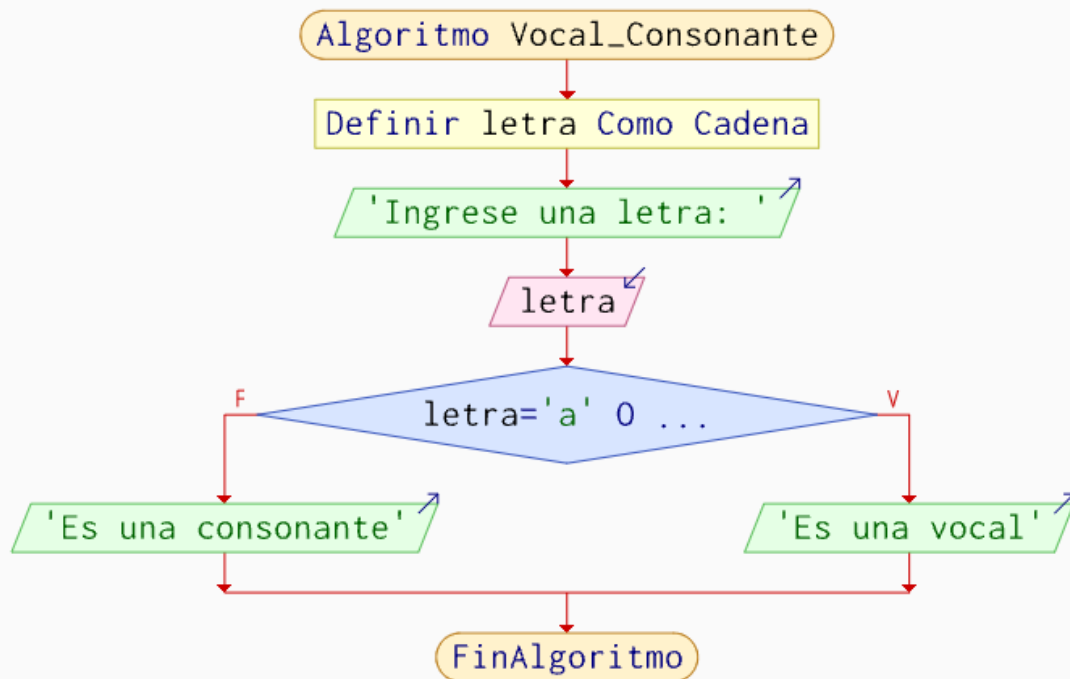 Algoritmo Vocal_Consonante
Definir letra Como Cadena
'Ingrese una letra: '
letra
F
letra='a' O ...
V
'Es una consonante'
'Es una vocal'
FinAlgoritmo